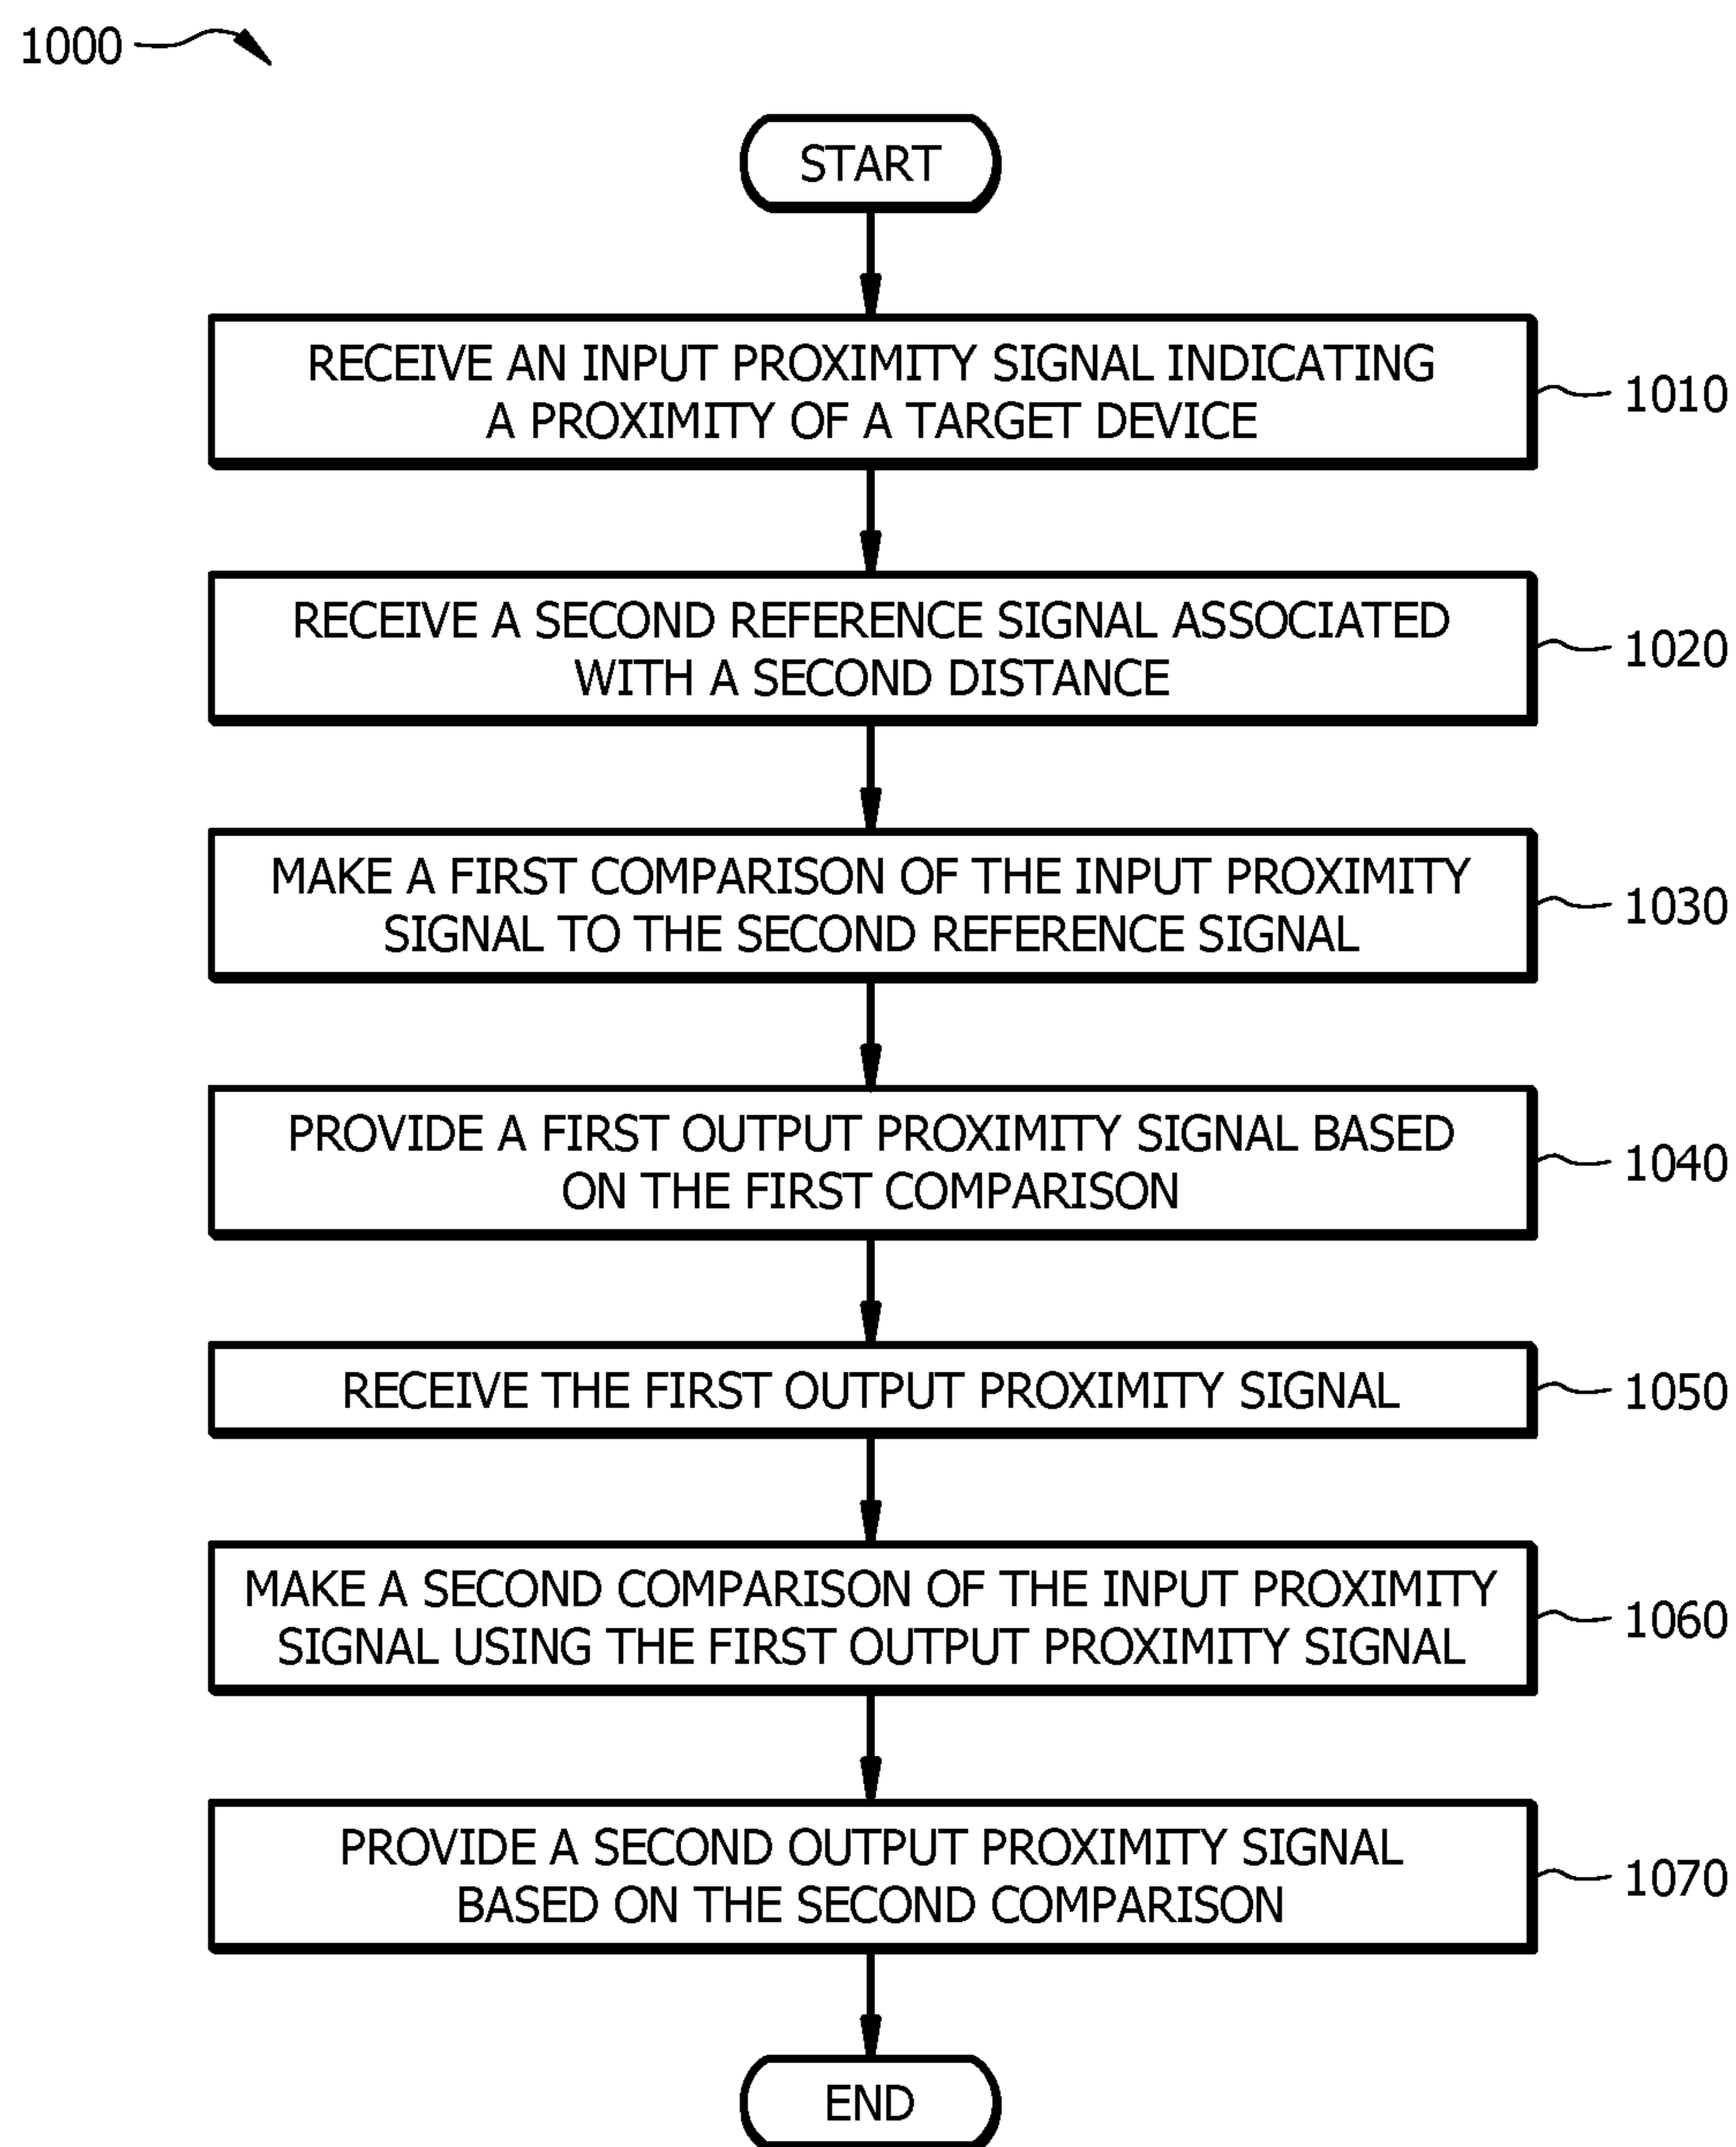 1000
START
RECEIVE AN INPUT PROXIMITY SIGNAL INDICATING
A PROXIMITY OF A TARGET DEVICE
1010
RECEIVE A SECOND REFERENCE SIGNAL ASSOCIATED
WITH A SECOND DISTANCE
1020
MAKE A FIRST COMPARISON OF THE INPUT PROXIMITY
SIGNAL TO THE SECOND REFERENCE SIGNAL
1030
PROVIDE A FIRST OUTPUT PROXIMITY SIGNAL BASED
ON THE FIRST COMPARISON
1040
RECEIVE THE FIRST OUTPUT PROXIMITY SIGNAL
1050
MAKE A SECOND COMPARISON OF THE INPUT PROXIMITY
SIGNAL USING THE FIRST OUTPUT PROXIMITY SIGNAL
1060
PROVIDE A SECOND OUTPUT PROXIMITY SIGNAL
BASED ON THE SECOND COMPARISON
1070
END